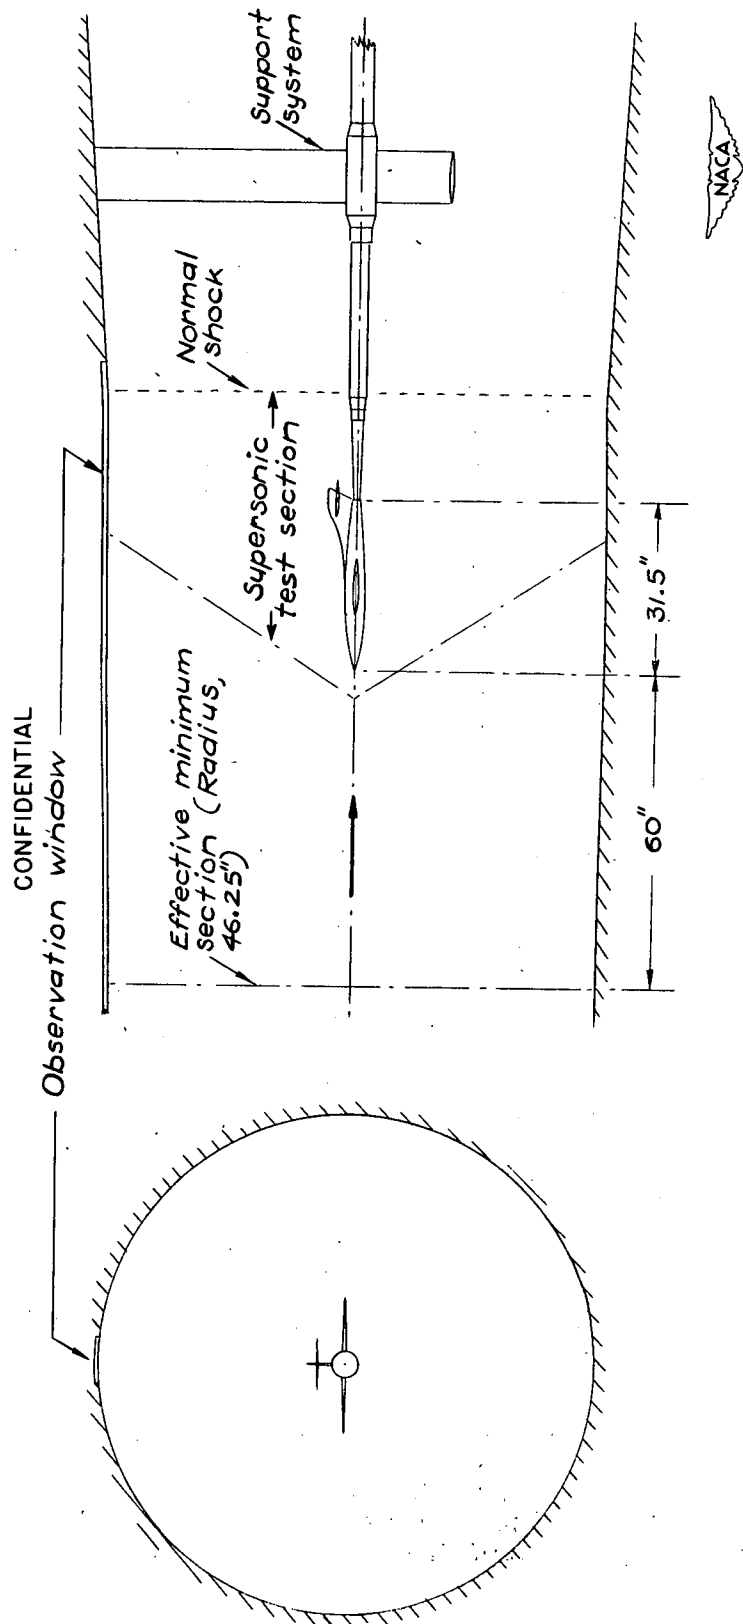 CONFIDENTIAL
Observation window
Effective minimum
section (Radius,
46.25")
Supersonic
test section
Normal
shock
Support
system
60"
31.5"
NACA